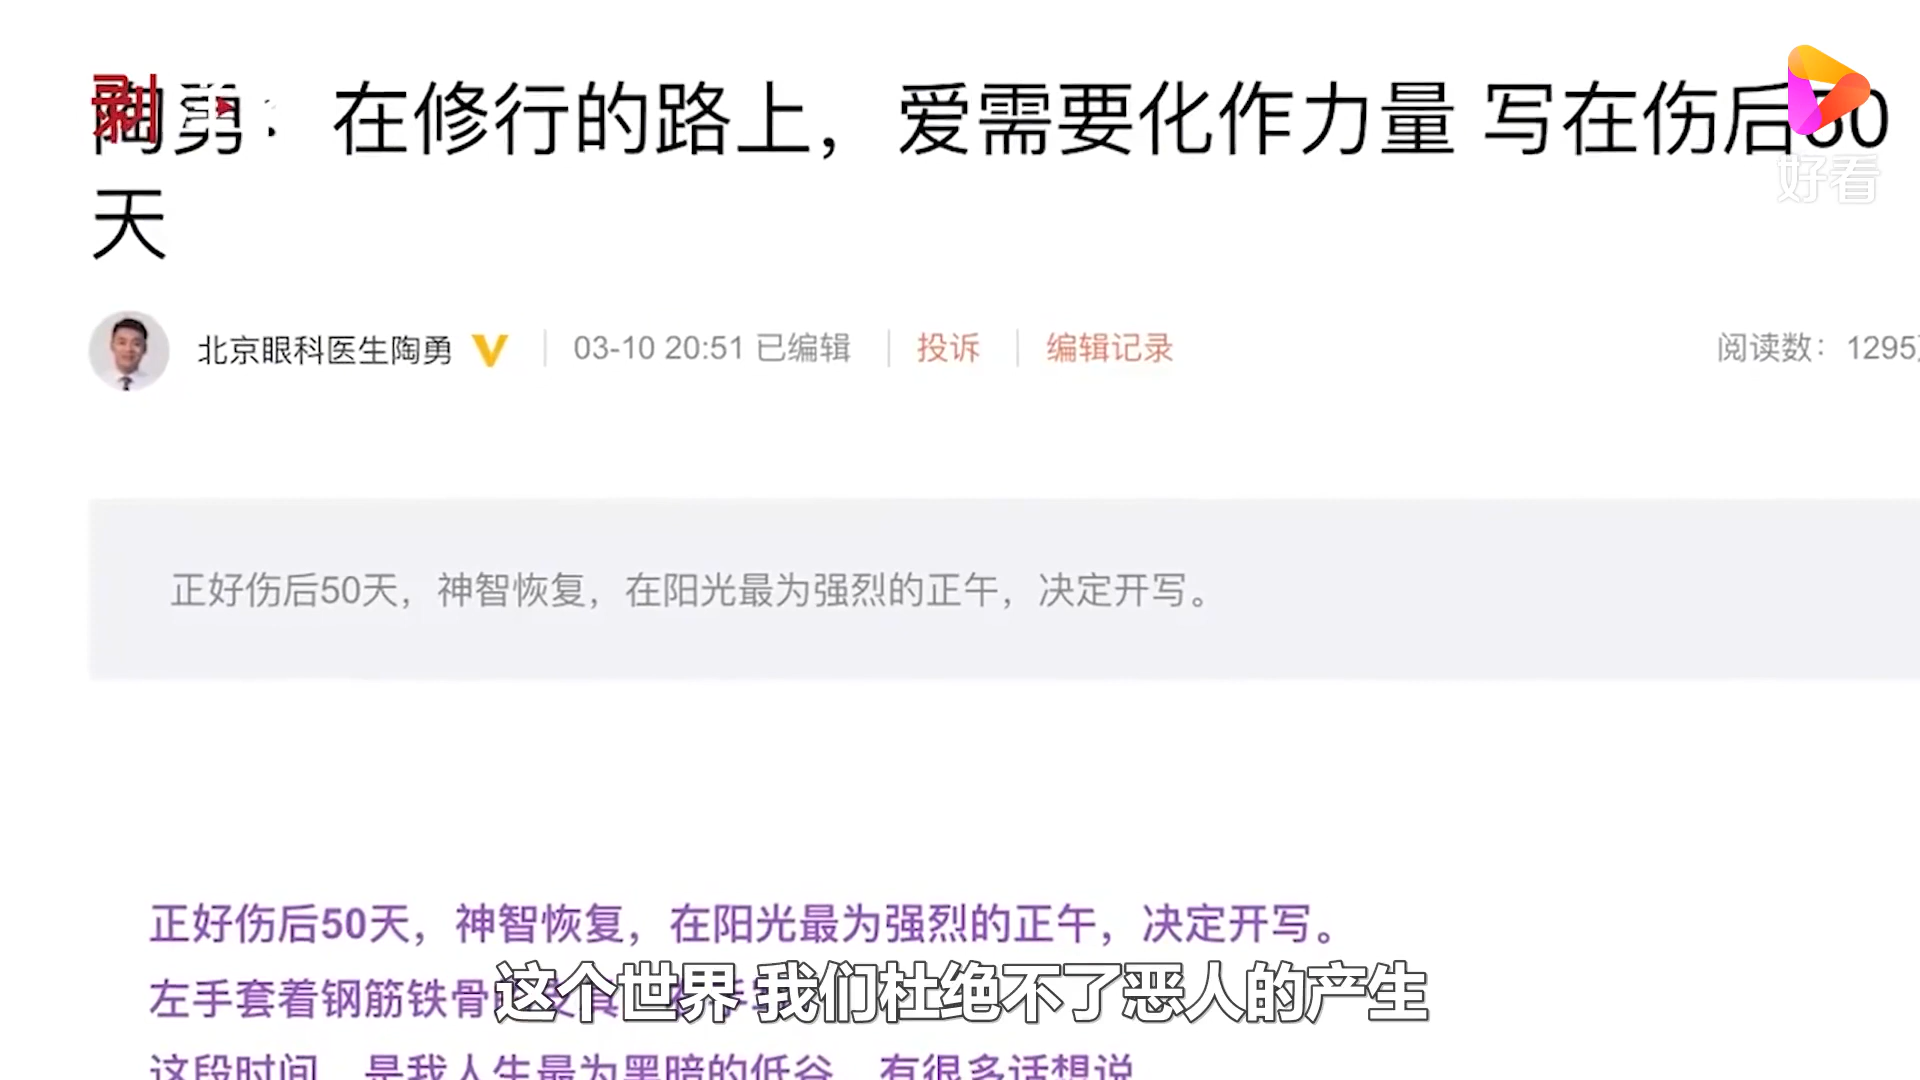 陶勇：在修行的路上，爱需要化作力量 写在伤后50
天
好看
北京眼科医生陶勇 03-10 20:51 已编辑 投诉 编辑记录 阅读数：1295
正好伤后50天，神智恢复，在阳光最为强烈的正午，决定开写。
正好伤后50天，神智恢复，在阳光最为强烈的正午，决定开写。
左手套着钢筋铁骨
这个世界 我们杜绝不了恶人的产生
这段时间，是我人生最为黑暗的低谷，有很多话想说